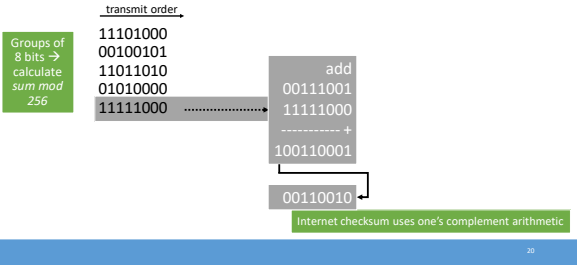 transmit order
11101000
00100101
11011010
01010000
11111000
Groups of
8 bits →
calculate
sum mod
256
add
00111001
11111000
----------- +
100110001
00110010
Internet checksum uses one's complement arithmetic
20